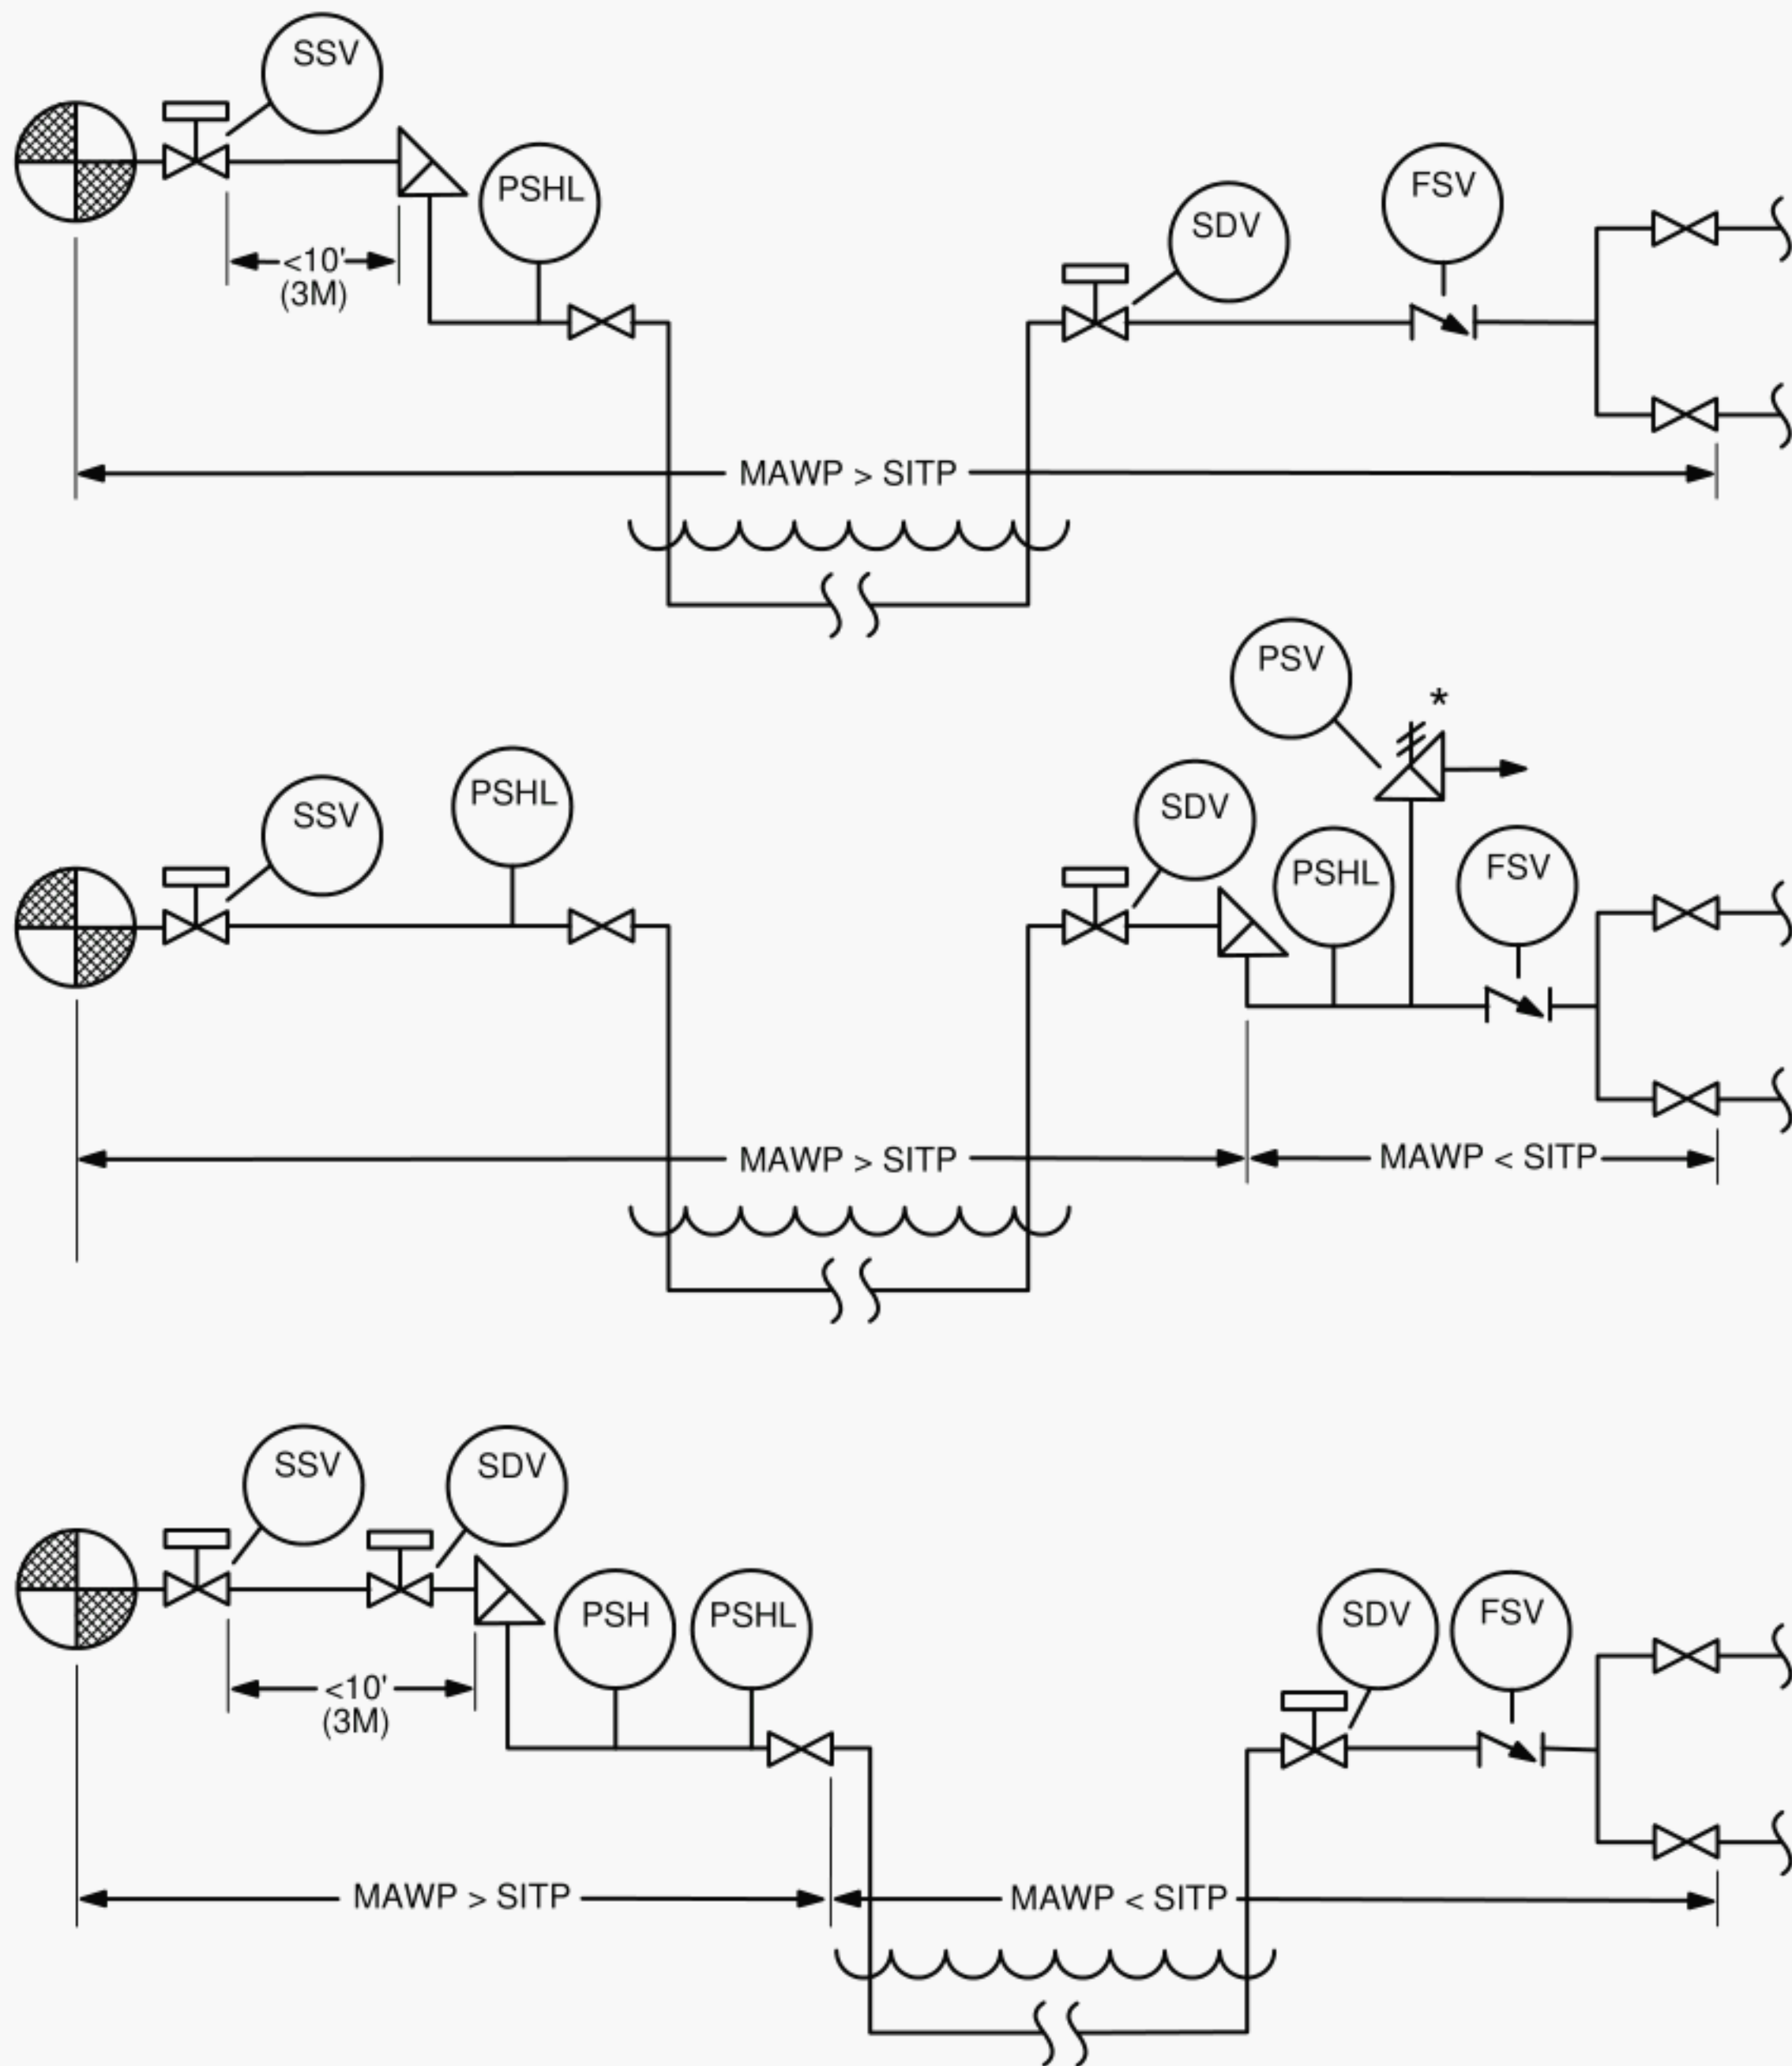 SSV
PSHL
SDV
FSV
<10'
(3M)
MAWP > SITP
PSV
*
SSV
PSHL
SDV
PSHL
FSV
MAWP > SITP
MAWP < SITP
SSV
SDV
PSH
PSHL
SDV
FSV
<10'
(3M)
MAWP > SITP
MAWP < SITP